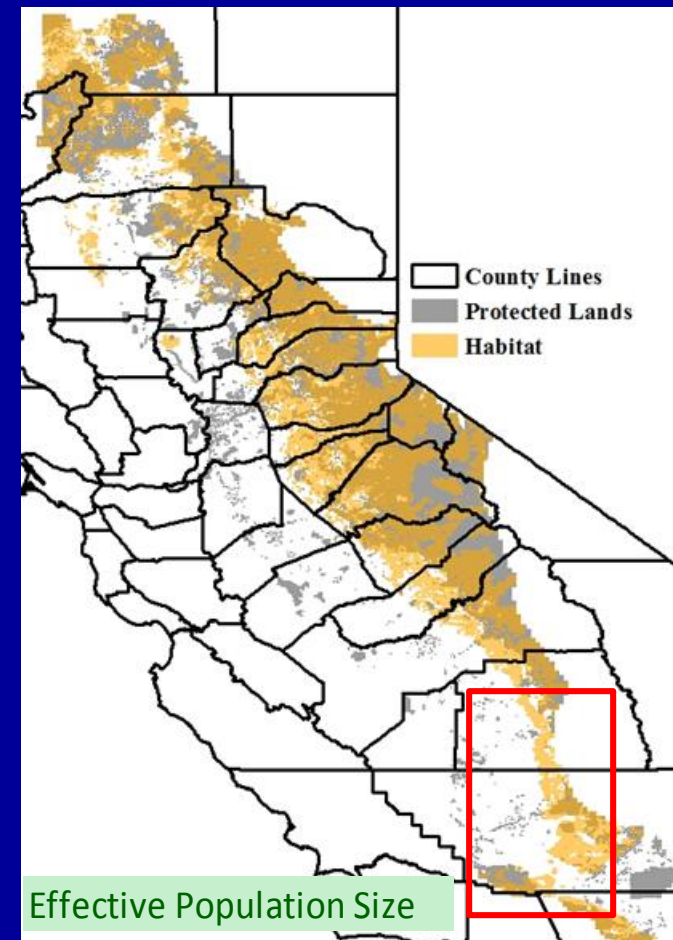 County Lines
Protected Lands
Habitat
Effective Population Size